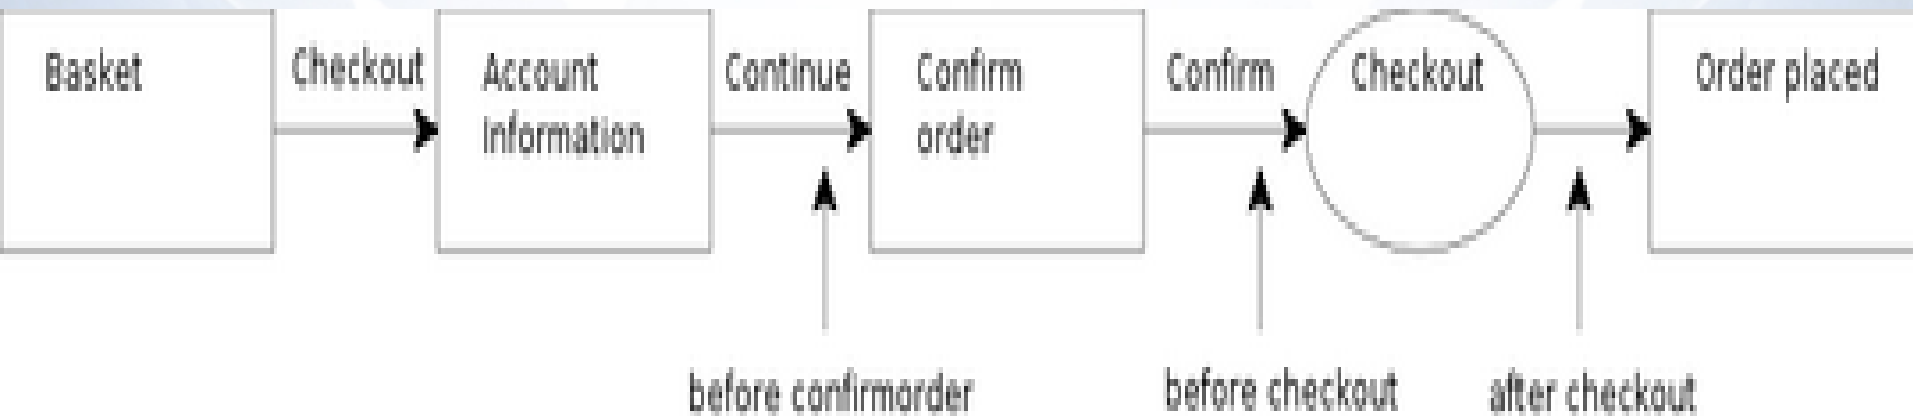 Basket
Checkout
Account
Information
Continue
Confirm
order
Confirm
Checkout
Order placed
before confirmorder
before checkout
after checkout